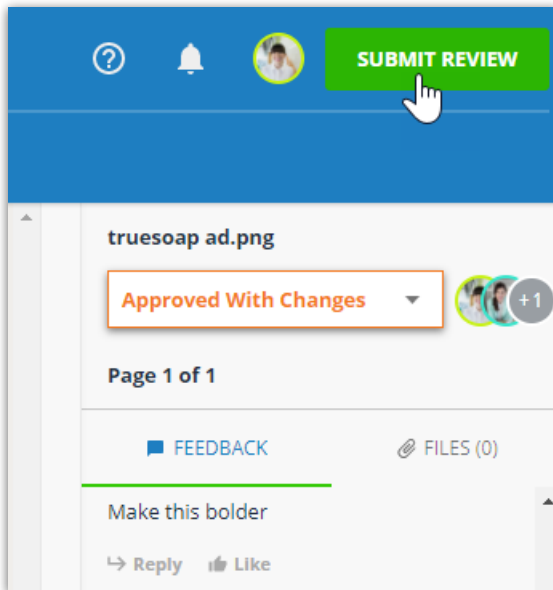 SUBMIT REVIEW
truesoap ad.png
Approved With Changes
+1
Page 1 of 1
FEEDBACK
FILES (0)
Make this bolder
Reply
Like